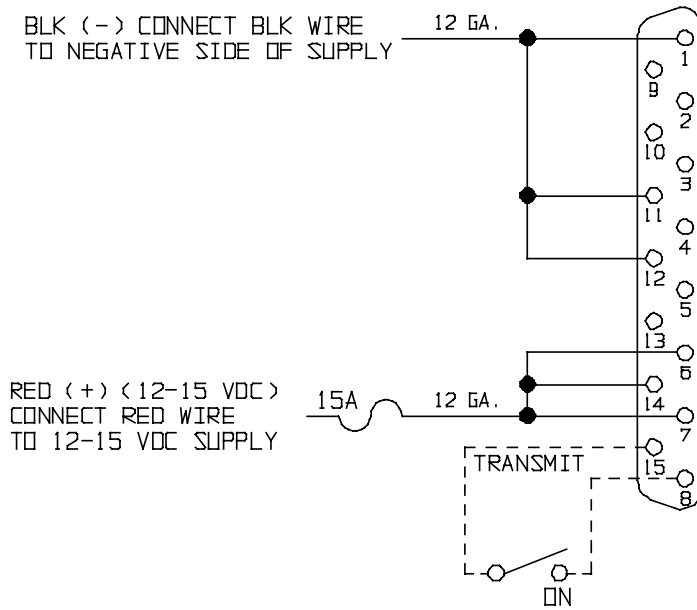 BLK (-) CONNECT BLK WIRE
TO NEGATIVE SIDE OF SUPPLY
12 GA.
1
9
2
10
3
11
4
12
5
13
6
RED (+) (12-15 VDC)
CONNECT RED WIRE
TO 12-15 VDC SUPPLY
15A
12 GA.
14
7
TRANSMIT
15
8
ON